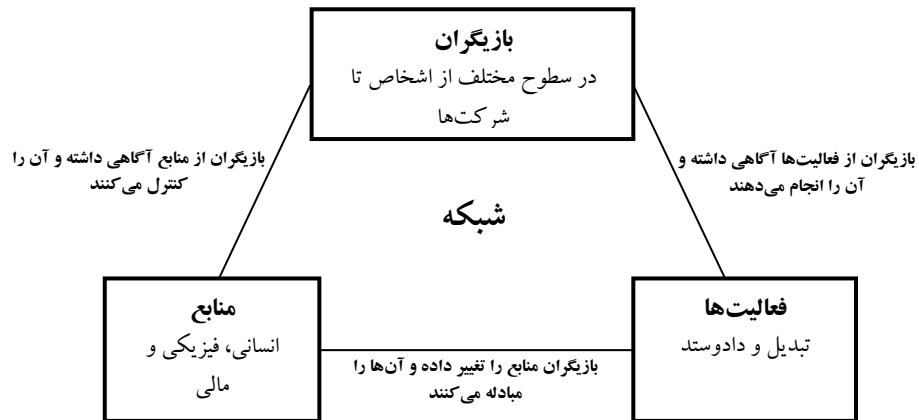 بازیگران
در سطوح مختلف از اشخاص تا
شرکت‌ها
بازیگران از فعالیت‌ها آگاهی داشته و
آن را انجام می‌دهند
بازیگران از منابع آگاهی داشته و آن را
کنترل می‌کنند
شبکه
فعالیت‌ها
تبدیل و دادوستد
منابع
انسانی، فیزیکی و
مالی
بازیگران منابع را تغییر داده و آن‌ها را
مبادله می‌کنند